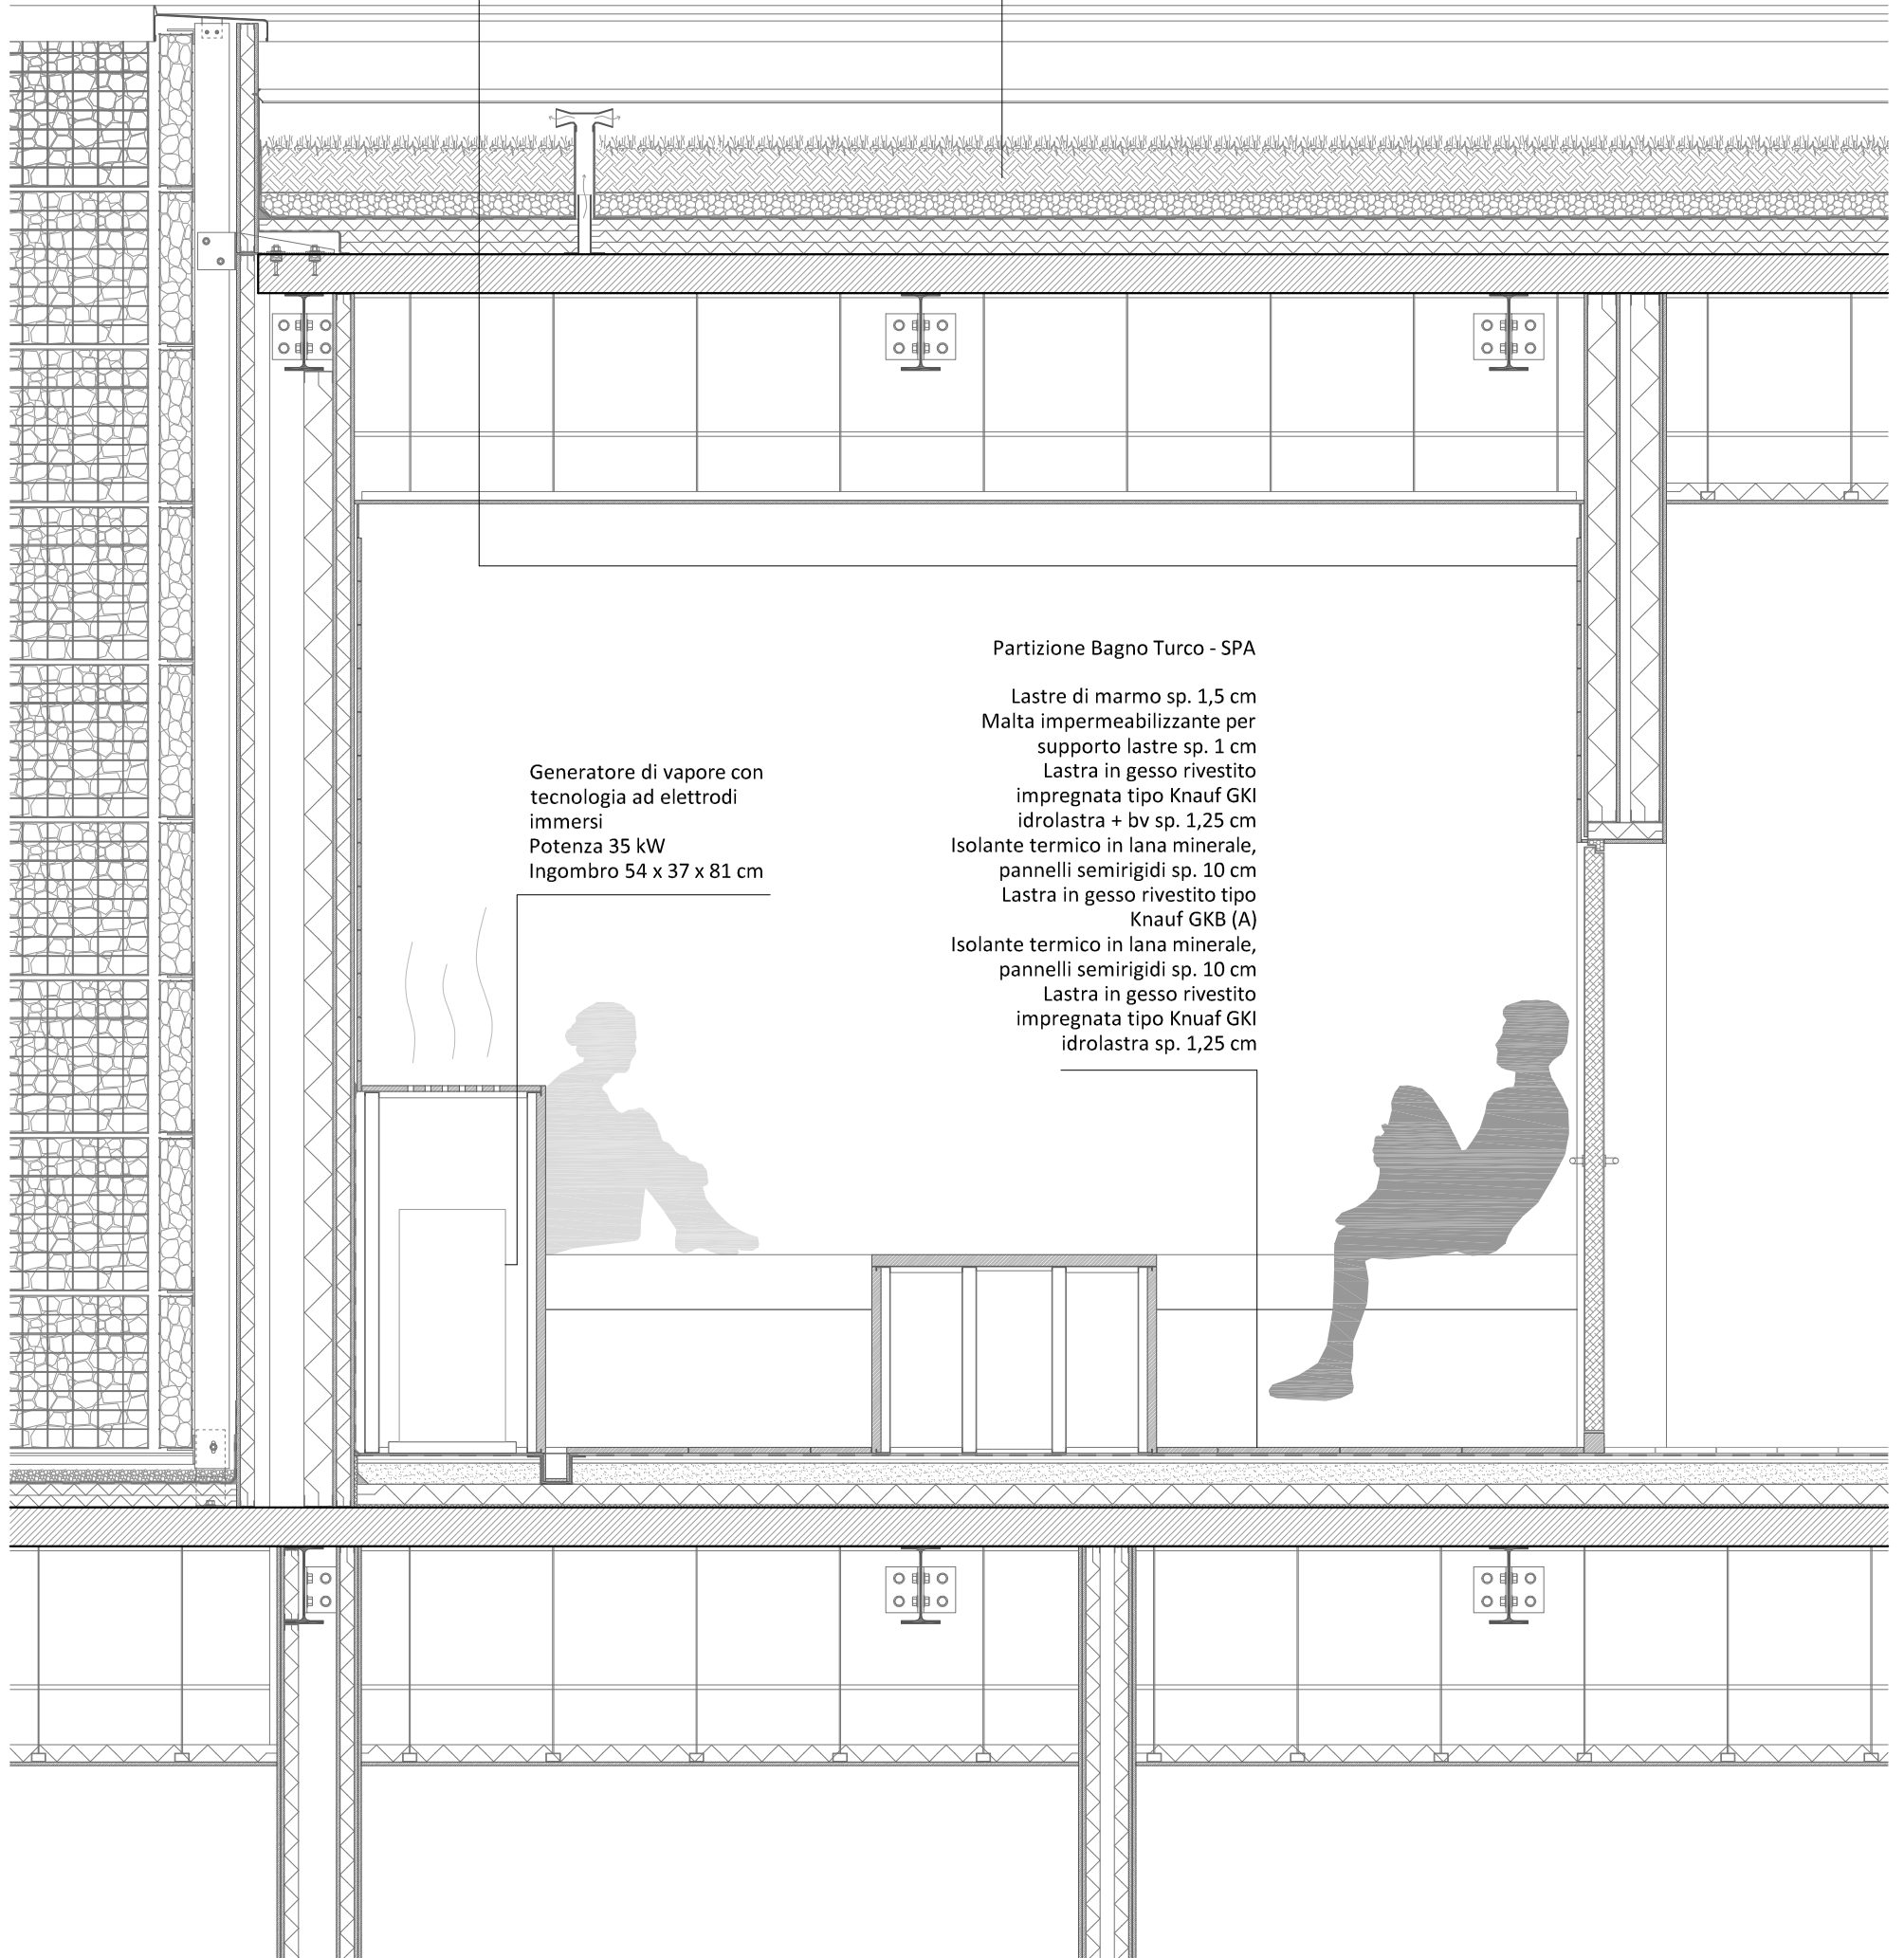 Partizione Bagno Turco - SPA
Lastre di marmo sp. 1,5 cm
Malta impermeabilizzante per
supporto lastre sp. 1 cm
Lastra in gesso rivestito
impregnata tipo Knauf GKI
idrolastra + bv sp. 1,25 cm
Isolante termico in lana minerale,
pannelli semirigidi sp. 10 cm
Lastra in gesso rivestito tipo
Knauf GKB (A)
Isolante termico in lana minerale,
pannelli semirigidi sp. 10 cm
Lastra in gesso rivestito
impregnata tipo Knuaf GKI
idrolastra sp. 1,25 cm
Generatore di vapore con
tecnologia ad elettrodi
immersi
Potenza 35 kW
Ingombro 54 x 37 x 81 cm